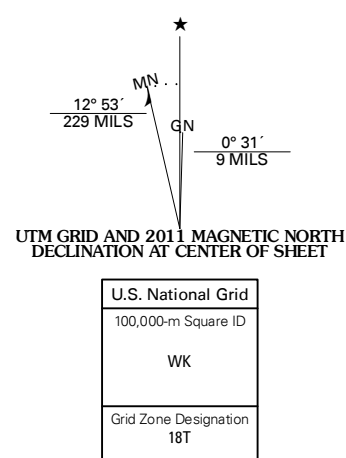 ★
MN
GN
12° 53´
229 MILS
0° 31´
9 MILS
UTM GRID AND 2011 MAGNETIC NORTH
DECLINATION AT CENTER OF SHEET
U.S. National Grid
100,000-m Square ID
WK
Grid Zone Designation
18T